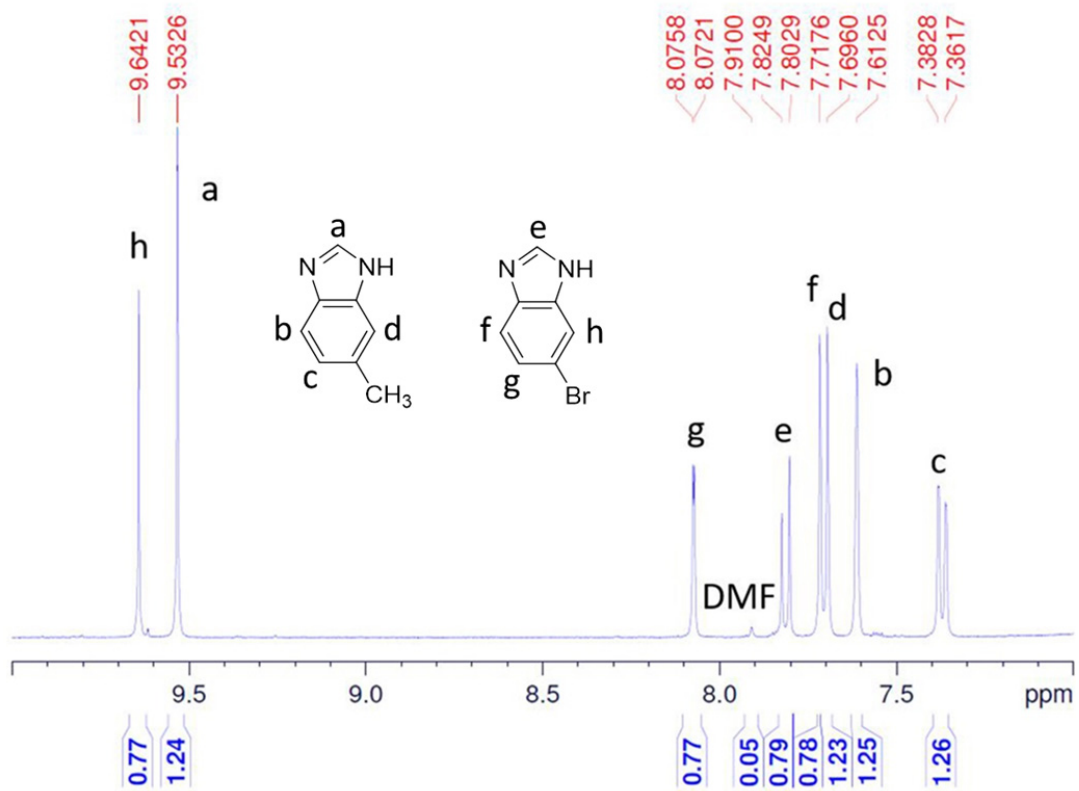 9.6421
9.5326
8.0758
8.0721
7.9100
7.8249
7.8029
7.7176
7.6960
7.6125
7.3828
7.3617
h
a
a
N
NH
b
d
c
CH3
e
N
NH
f
h
g
Br
g
DMF
e
f
d
b
c
9.5
9.0
8.5
8.0
7.5
ppm
0.77
1.24
0.77
0.05
0.79
0.78
1.23
1.25
1.26